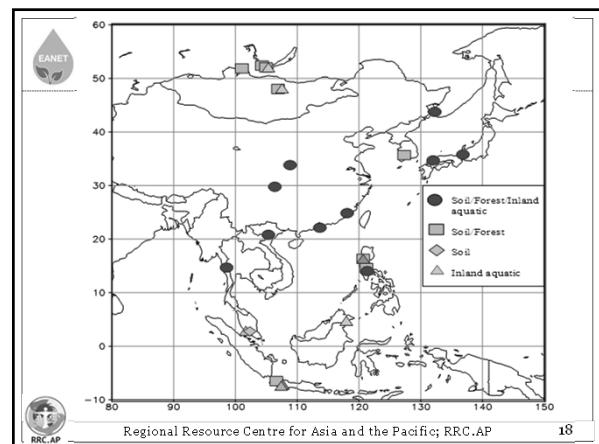 EANET
60
50
40
30
20
10
0
−10
80 90 100 110 120 130 140 150
Soil/Forest/Inland
aquatic
Soil/Forest
Soil
Inland aquatic
RRC.AP
Regional Resource Centre for Asia and the Pacific; RRC.AP 18